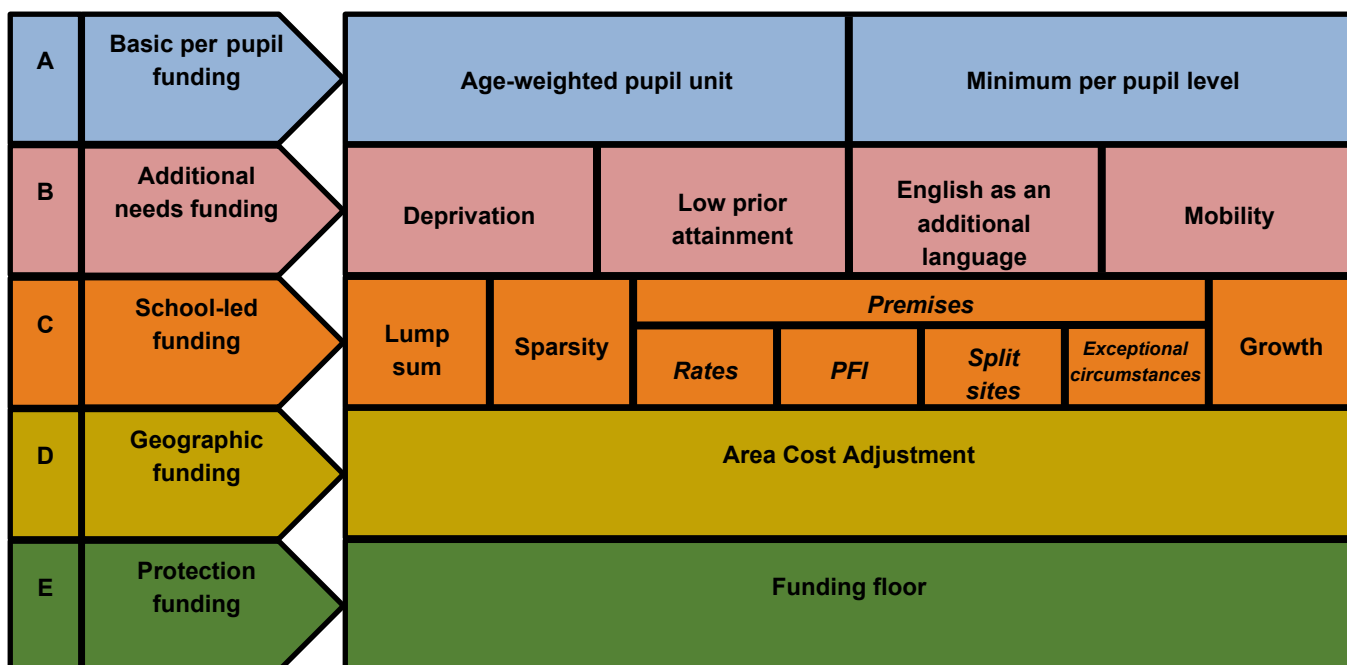 A
Basic per pupil
funding
Age-weighted pupil unit
Minimum per pupil level
B
Additional
needs funding
Deprivation
Low prior
attainment
English as an
additional
language
Mobility
C
School-led
funding
Lump
sum
Sparsity
Premises
Rates
PFI
Split
sites
Exceptional
circumstances
Growth
D
Geographic
funding
Area Cost Adjustment
E
Protection
funding
Funding floor